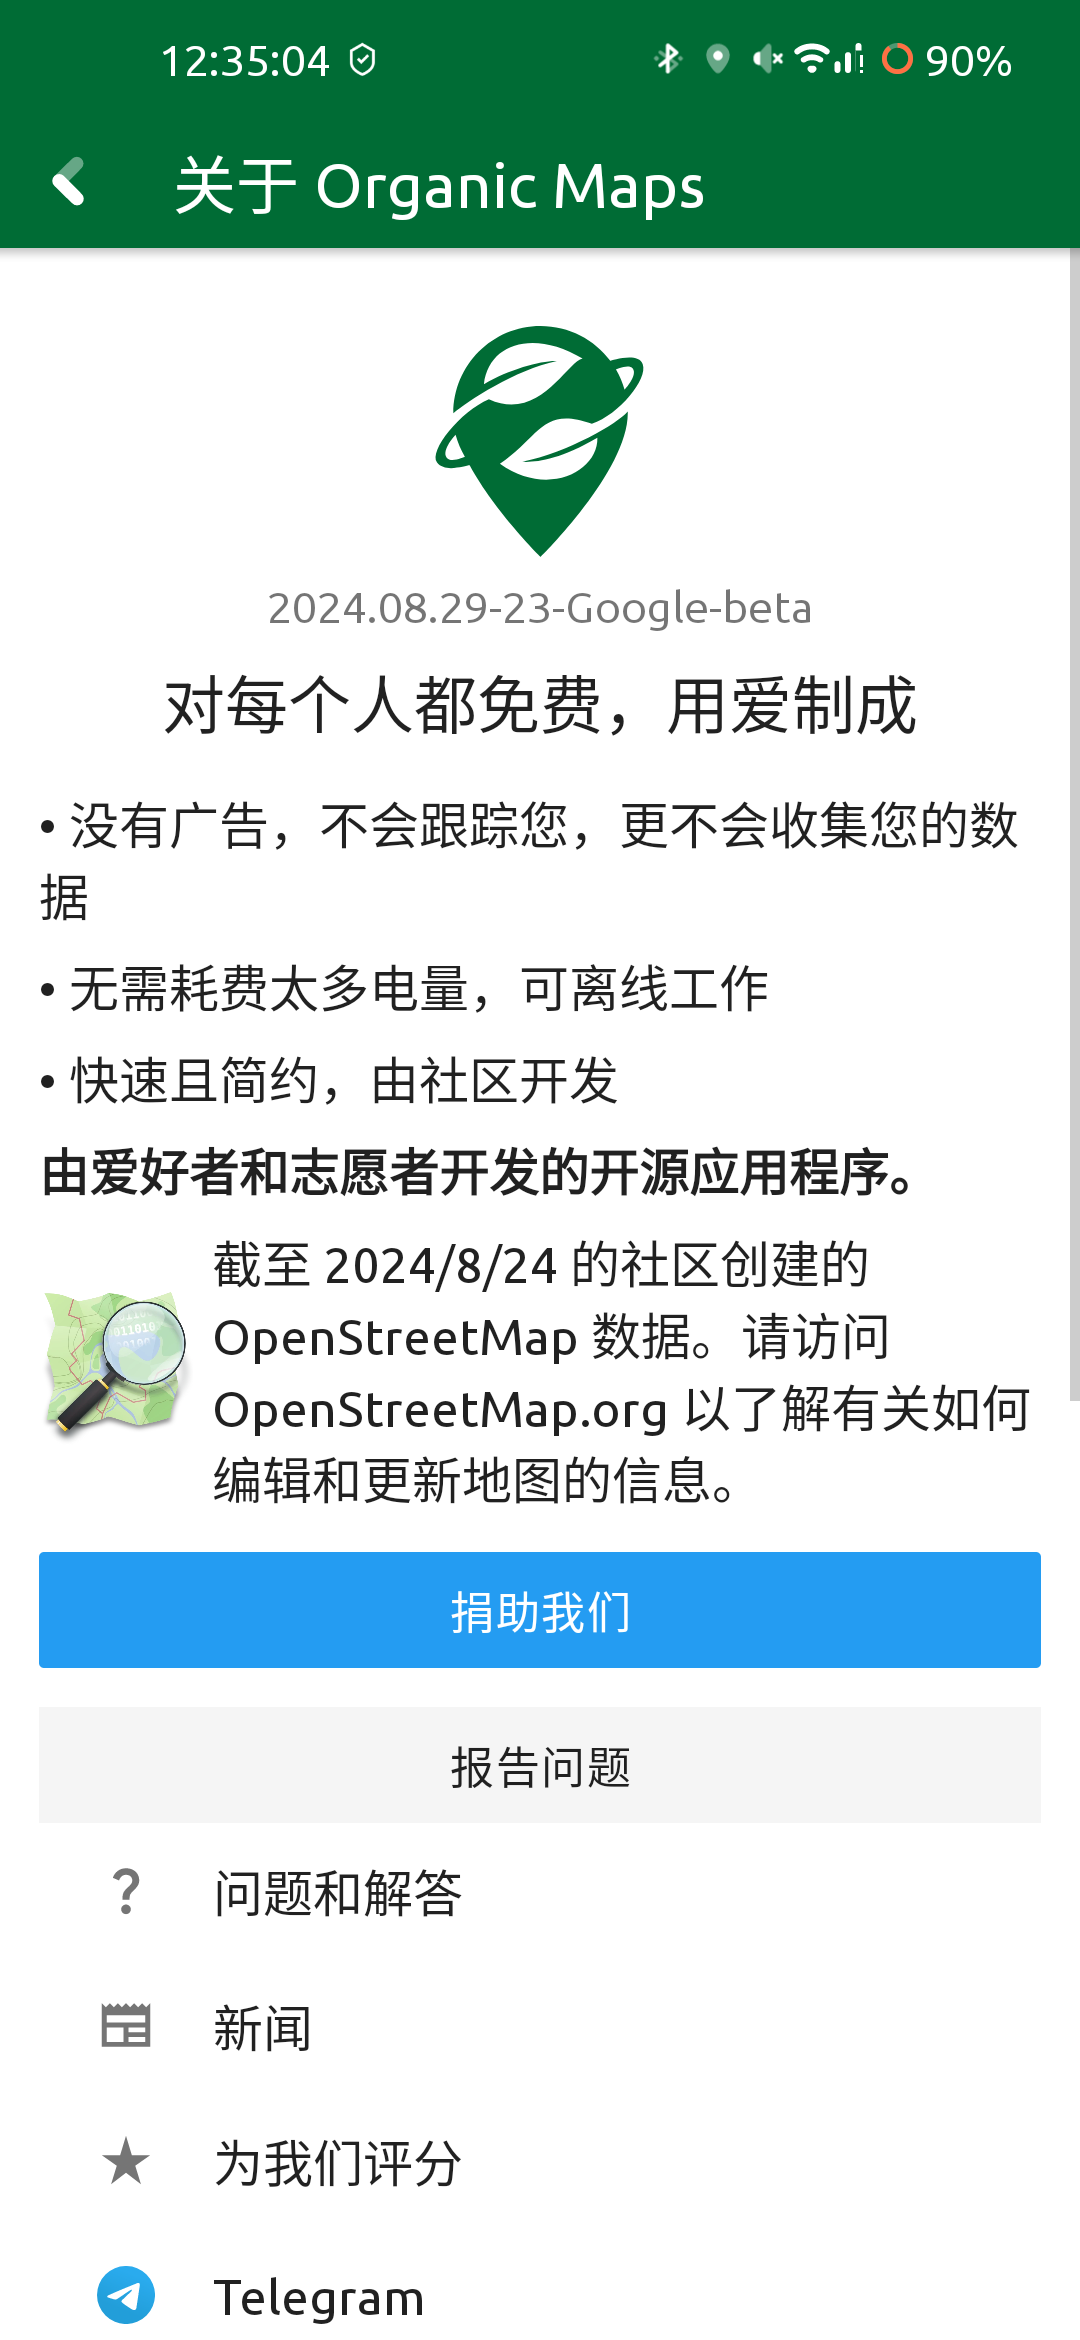 12:35:04
90%
关于 Organic Maps
2024.08.29-23-Google-beta
对每个人都免费，用爱制成
• 没有广告，不会跟踪您，更不会收集您的数
据
• 无需耗费太多电量，可离线工作
• 快速且简约，由社区开发
由爱好者和志愿者开发的开源应用程序。
截至 2024/8/24 的社区创建的
OpenStreetMap 数据。请访问
OpenStreetMap.org 以了解有关如何
编辑和更新地图的信息。
捐助我们
报告问题
问题和解答
新闻
为我们评分
Telegram